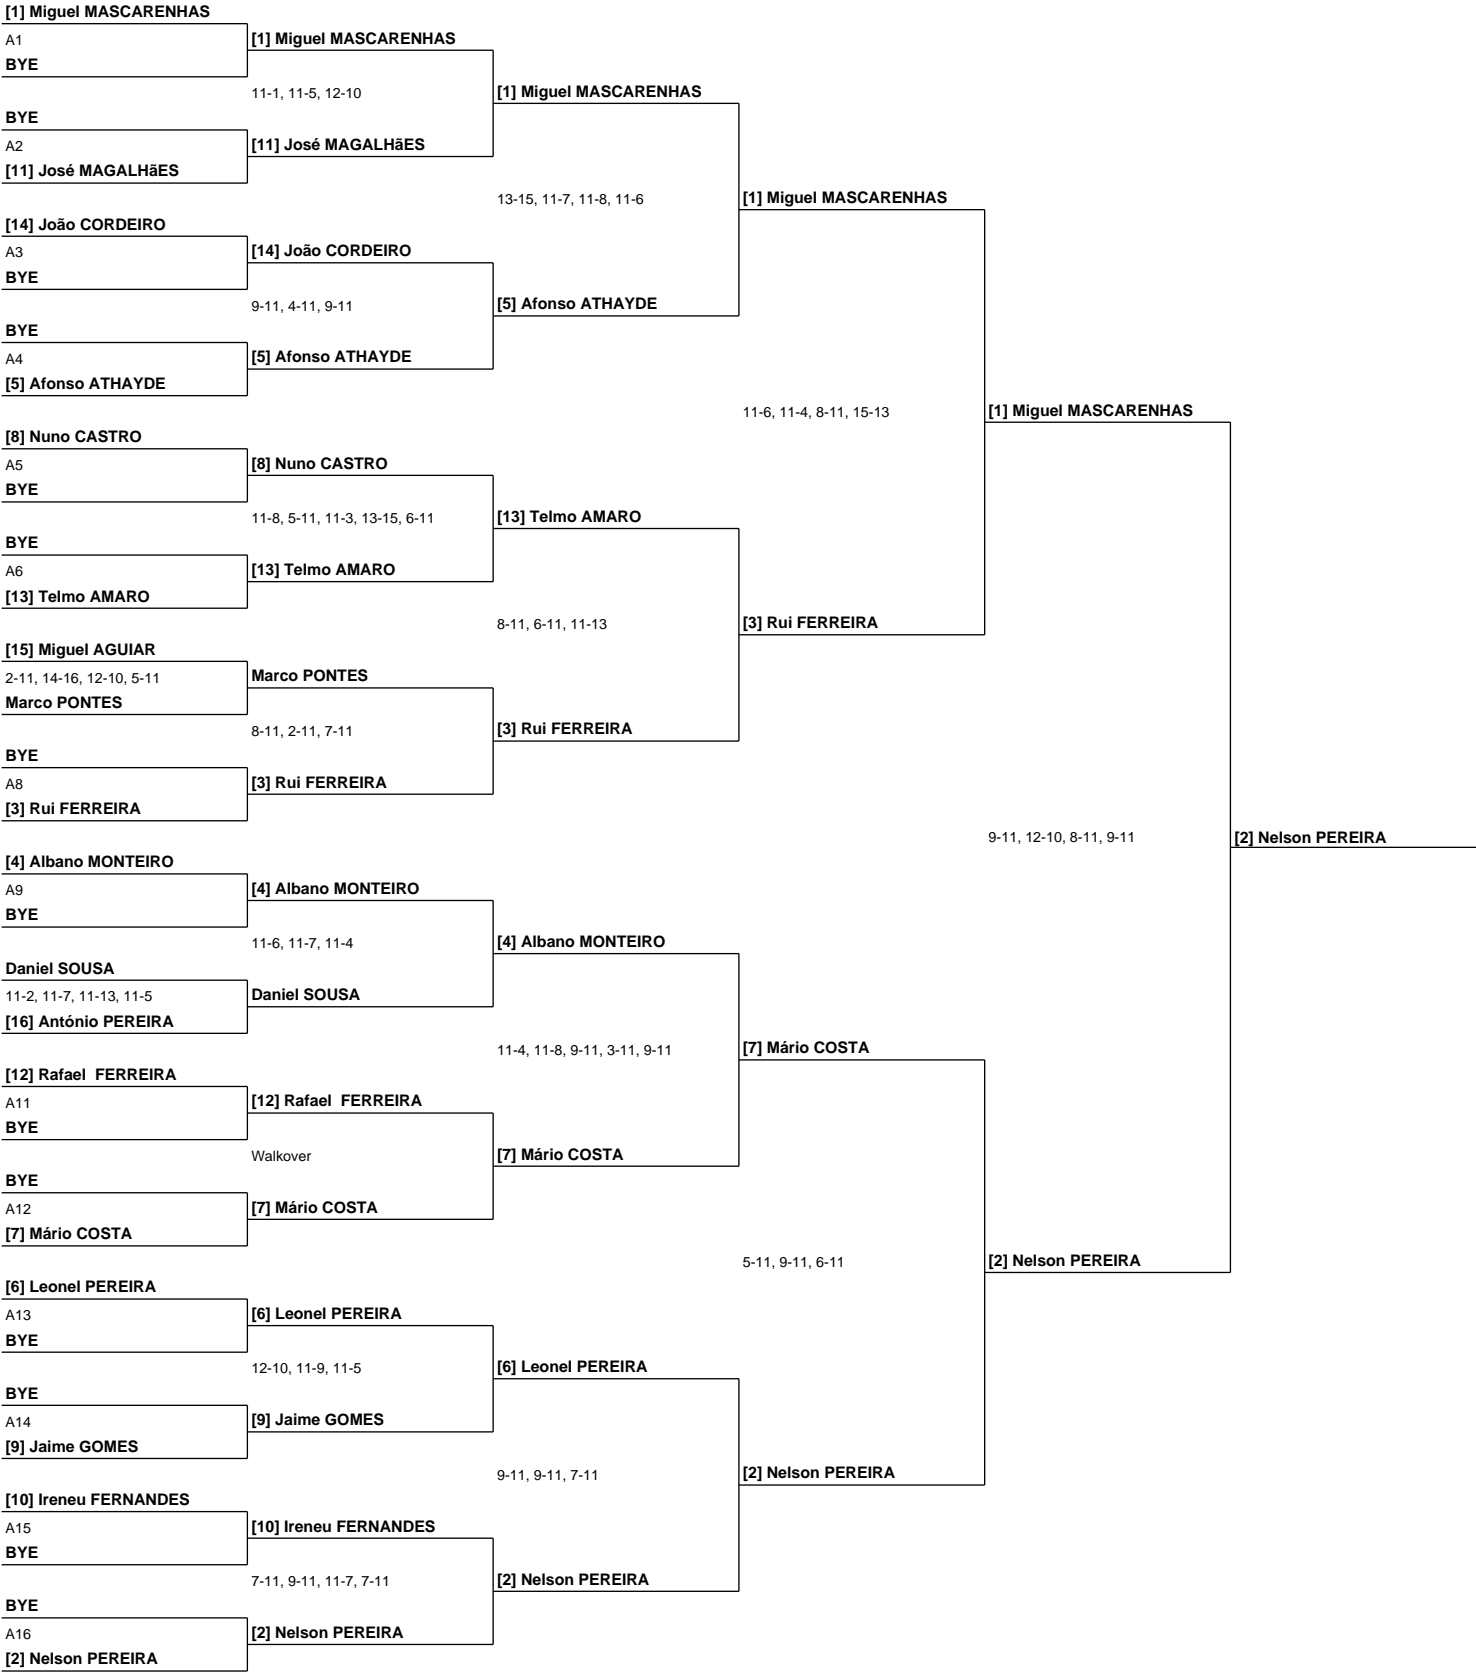 [1] Miguel MASCARENHAS
A1
BYE
BYE
A2
[11] José MAGALHãES
[14] João CORDEIRO
A3
BYE
BYE
A4
[5] Afonso ATHAYDE
[8] Nuno CASTRO
A5
BYE
BYE
A6
[13] Telmo AMARO
[15] Miguel AGUIAR
2-11, 14-16, 12-10, 5-11
Marco PONTES
BYE
A8
[3] Rui FERREIRA
[4] Albano MONTEIRO
A9
BYE
Daniel SOUSA
11-2, 11-7, 11-13, 11-5
[16] António PEREIRA
[12] Rafael  FERREIRA
A11
BYE
BYE
A12
[7] Mário COSTA
[6] Leonel PEREIRA
A13
BYE
BYE
A14
[9] Jaime GOMES
[10] Ireneu FERNANDES
A15
BYE
BYE
A16
[2] Nelson PEREIRA
[1] Miguel MASCARENHAS
11-1, 11-5, 12-10
[11] José MAGALHãES
[14] João CORDEIRO
9-11, 4-11, 9-11
[5] Afonso ATHAYDE
[8] Nuno CASTRO
11-8, 5-11, 11-3, 13-15, 6-11
[13] Telmo AMARO
Marco PONTES
8-11, 2-11, 7-11
[3] Rui FERREIRA
[4] Albano MONTEIRO
11-6, 11-7, 11-4
Daniel SOUSA
[12] Rafael  FERREIRA
Walkover
[7] Mário COSTA
[6] Leonel PEREIRA
12-10, 11-9, 11-5
[9] Jaime GOMES
[10] Ireneu FERNANDES
7-11, 9-11, 11-7, 7-11
[2] Nelson PEREIRA
[1] Miguel MASCARENHAS
13-15, 11-7, 11-8, 11-6
[5] Afonso ATHAYDE
[13] Telmo AMARO
8-11, 6-11, 11-13
[3] Rui FERREIRA
[4] Albano MONTEIRO
11-4, 11-8, 9-11, 3-11, 9-11
[7] Mário COSTA
[6] Leonel PEREIRA
9-11, 9-11, 7-11
[2] Nelson PEREIRA
[1] Miguel MASCARENHAS
11-6, 11-4, 8-11, 15-13
[3] Rui FERREIRA
[7] Mário COSTA
5-11, 9-11, 6-11
[2] Nelson PEREIRA
[1] Miguel MASCARENHAS
9-11, 12-10, 8-11, 9-11
[2] Nelson PEREIRA
[2] Nelson PEREIRA